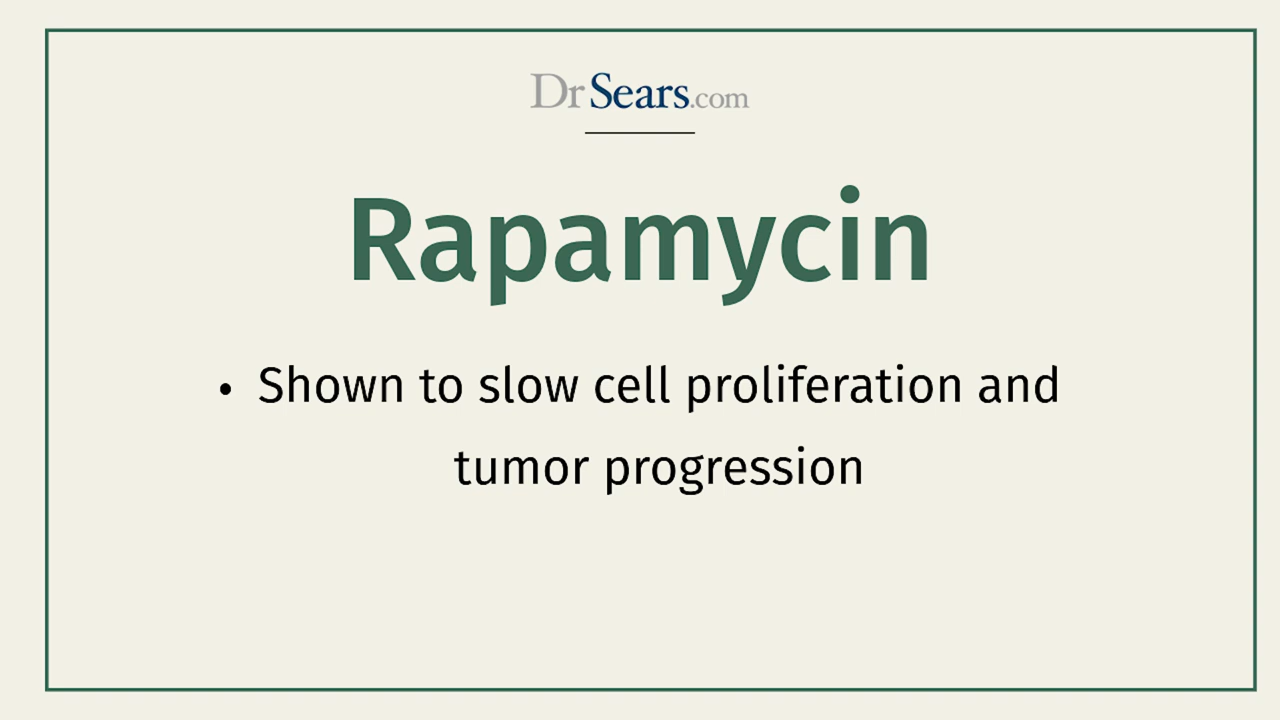 DrSears.com
Rapamycin
• Shown to slow cell proliferation and
tumor progression